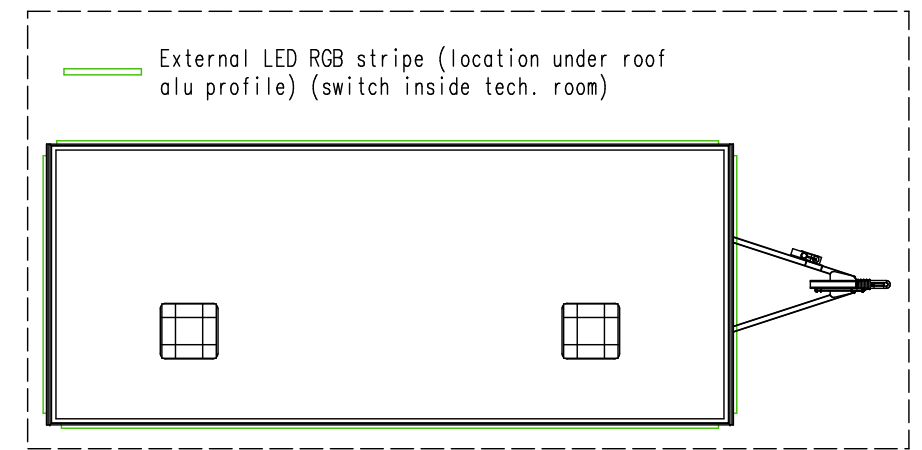 External LED RGB stripe (location under roof
alu profile) (switch inside tech. room)